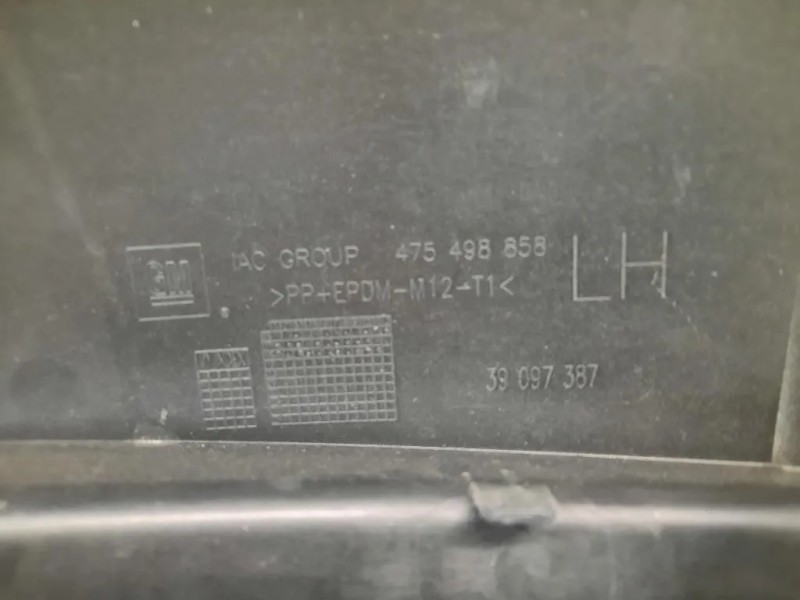 GM
IAC GROUP 475 498 858
>PP+EPDM-M12-T1<
LH
39 097 387